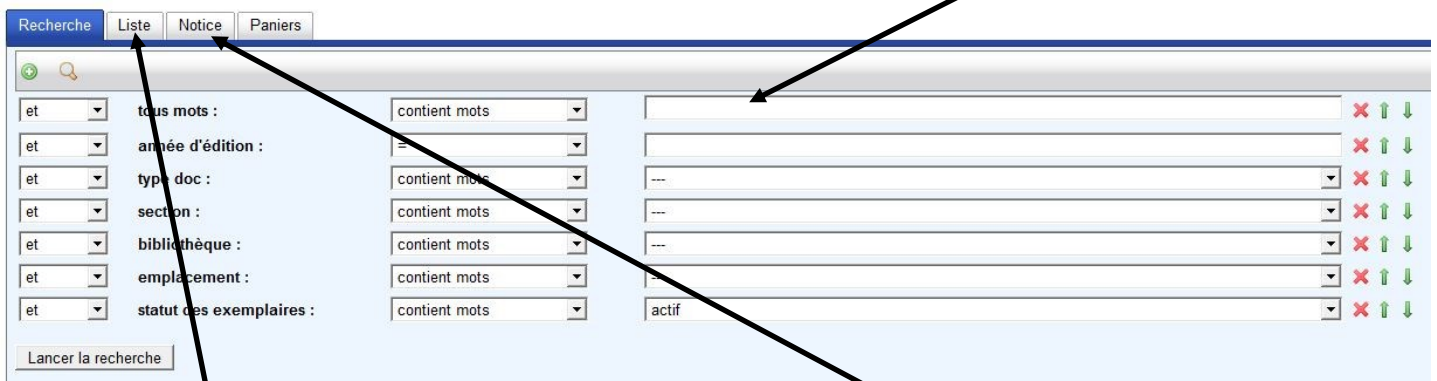 Recherche Liste Notice Paniers
et tous mots : contient mots
et année d'édition : =
et type doc : contient mots ---
et section : contient mots ---
et bibliothèque : contient mots ---
et emplacement : contient mots ---
et statut des exemplaires : contient mots actif
Lancer la recherche